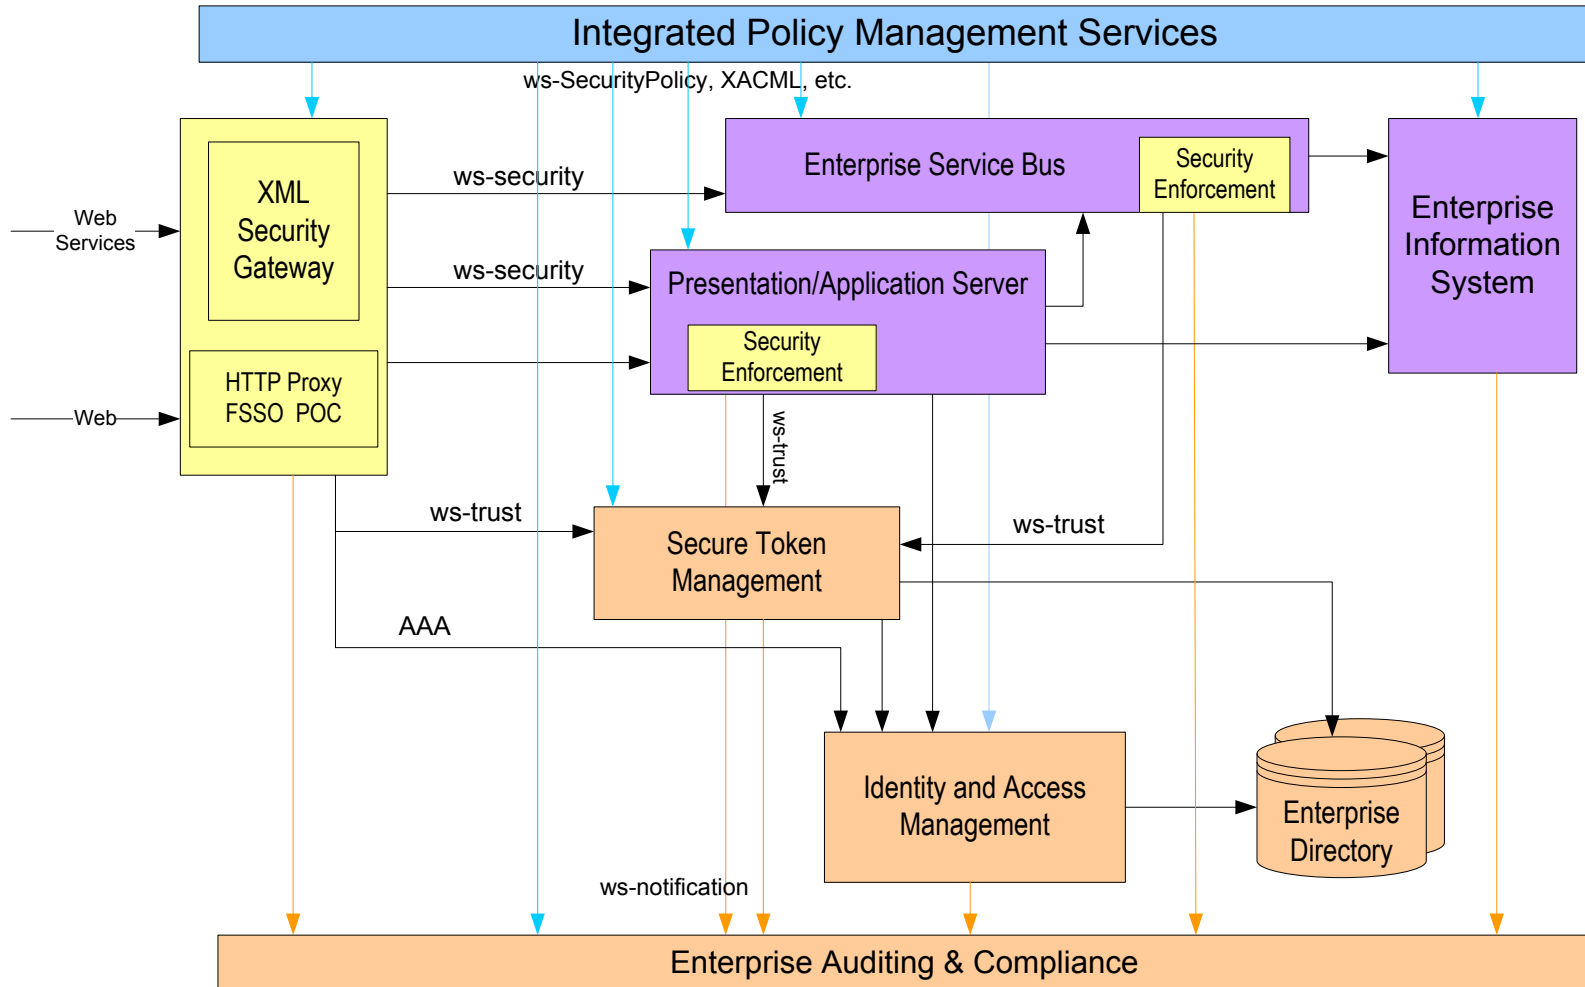 Integrated Policy Management Services
ws-SecurityPolicy, XACML, etc.
XML
Security
Gateway
Web
Services
ws-security
Enterprise Service Bus
Security
Enforcement
Enterprise
Information
System
ws-security
Presentation/Application Server
Security
Enforcement
HTTP Proxy
FSSO POC
Web
ws-trust
ws-trust
Secure Token
Management
ws-trust
AAA
Identity and Access
Management
Enterprise
Directory
ws-notification
Enterprise Auditing & Compliance